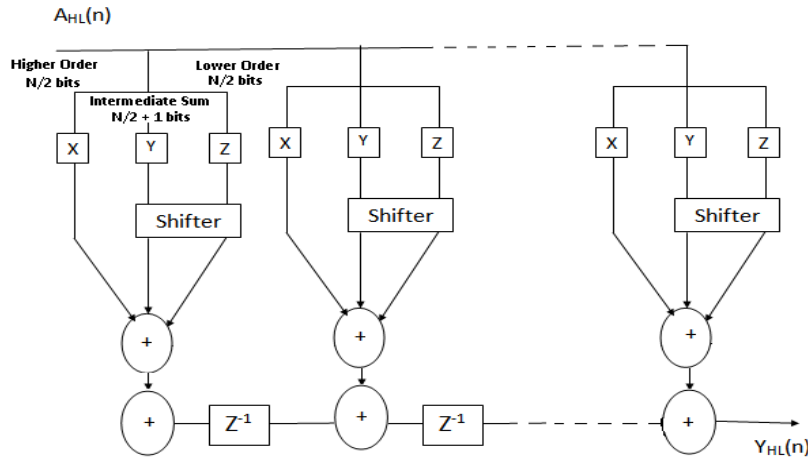 A_HL(n)
Higher Order
N/2 bits
Lower Order
N/2 bits
Intermediate Sum
N/2 + 1 bits
X Y Z
X Y Z
X Y Z
Shifter
Shifter
Shifter
+
+
+
+
Z⁻¹
+
Z⁻¹
+
Y_HL(n)